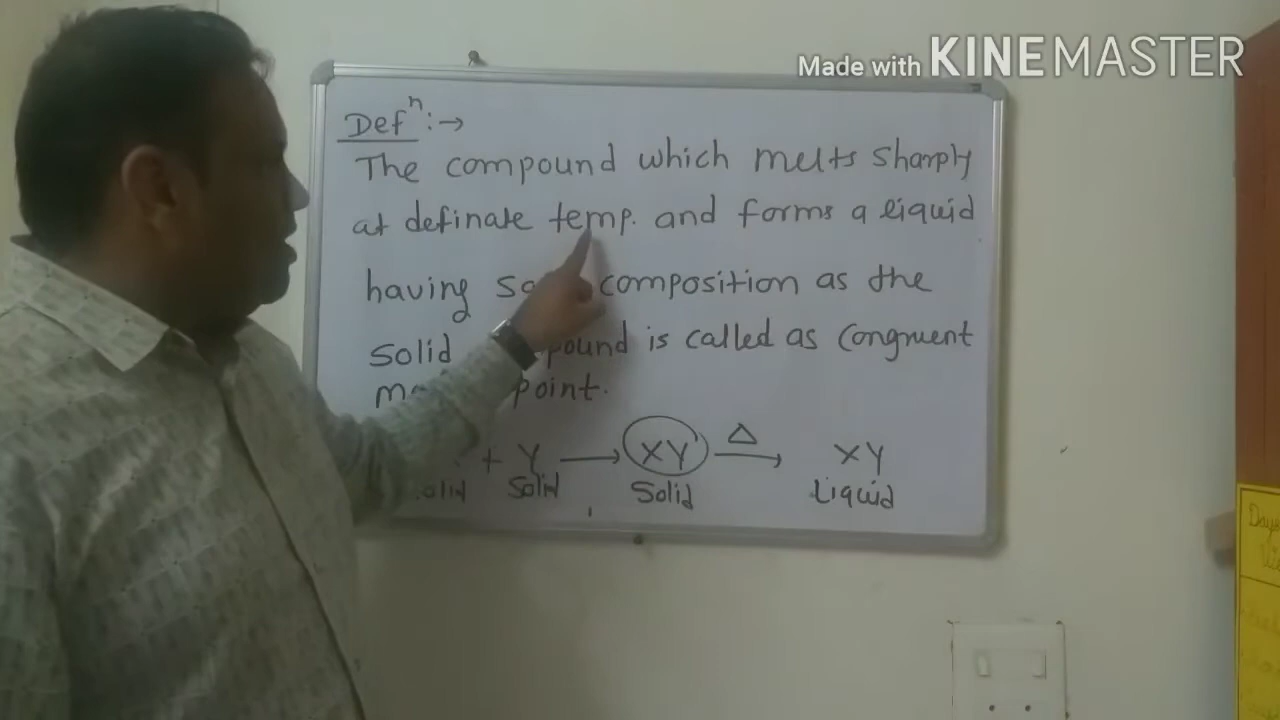 Made with KINEMASTER
Defⁿ :→
The compound which melts sharply
at definate temp. and forms a liquid
having composition as the
solid is called as Congruent
point.
+ Y → XY △→ XY
Solid Solid Liquid